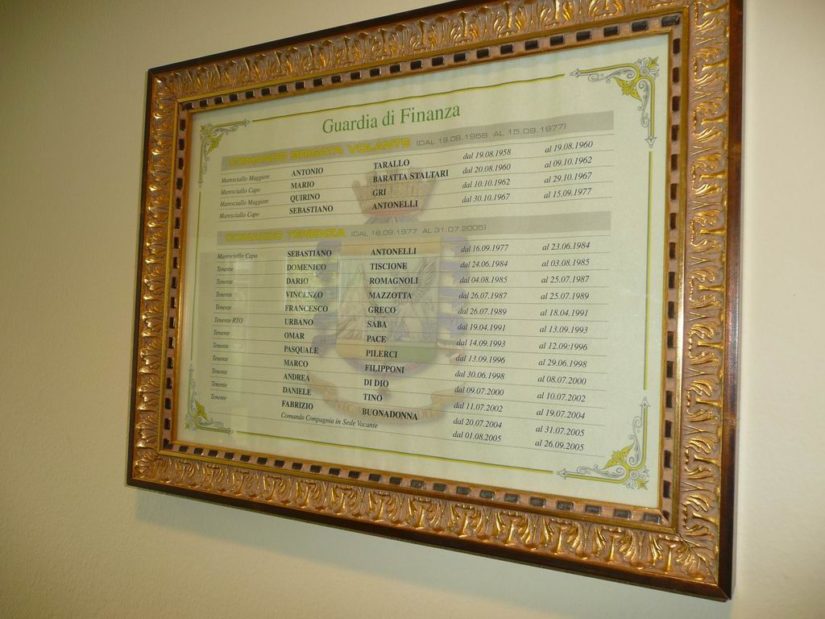 Guardia di Finanza
COMANDO BRIGATA VOLANTE (DAL 19.08.1958 AL 15.09.1977)
Maresciallo Maggiore ANTONIO TARALLO dal 19.08.1958 al 19.08.1960
Maresciallo Capo MARIO BARATTA STALTARI dal 20.08.1960 al 09.10.1962
Maresciallo Maggiore QUIRINO GRI dal 10.10.1962 al 29.10.1967
Maresciallo Capo SEBASTIANO ANTONELLI dal 30.10.1967 al 15.09.1977
COMANDO TENENZA (DAL 16.09.1977 AL 31.07.2005)
Maresciallo Capo SEBASTIANO ANTONELLI dal 16.09.1977 al 23.06.1984
Tenente DOMENICO TISCIONE dal 24.06.1984 al 03.08.1985
Tenente DARIO ROMAGNOLI dal 04.08.1985 al 25.07.1987
Tenente VINCENZO MAZZOTTA dal 26.07.1987 al 25.07.1989
Tenente FRANCESCO GRECO dal 26.07.1989 al 18.04.1991
Tenente RTO URBANO SABA dal 19.04.1991 al 13.09.1993
Tenente OMAR PACE dal 14.09.1993 al 12.09.1996
Tenente PASQUALE PILERCI dal 13.09.1996 al 29.06.1998
Tenente MARCO FILIPPONI dal 30.06.1998 al 08.07.2000
Tenente ANDREA DI DIO dal 09.07.2000 al 10.07.2002
Tenente DANIELE TINO dal 11.07.2002 al 19.07.2004
Tenente FABRIZIO BUONADONNA dal 20.07.2004 al 31.07.2005
Comando Compagnia in Sede Vacante dal 01.08.2005 al 26.09.2005